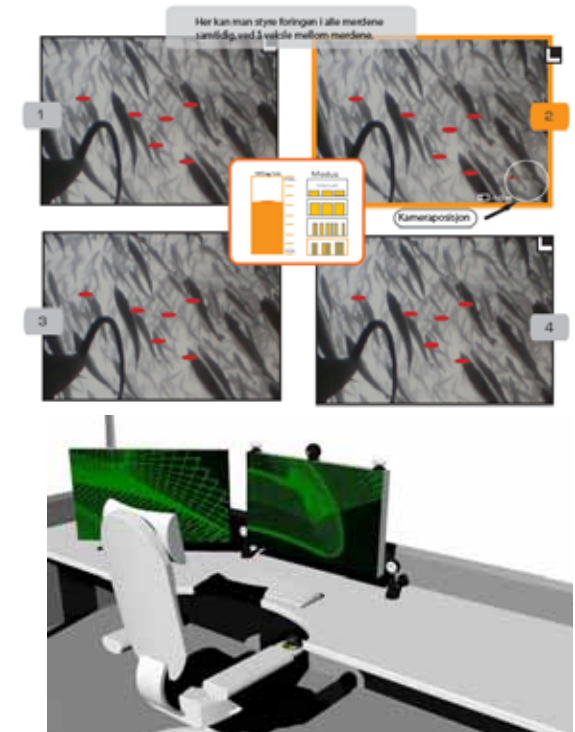 Her kan man styre foringen i alle merdene
samtidig, ved å veksle mellom merdene.
1
2
Modus
Kameraposisjon
3
4